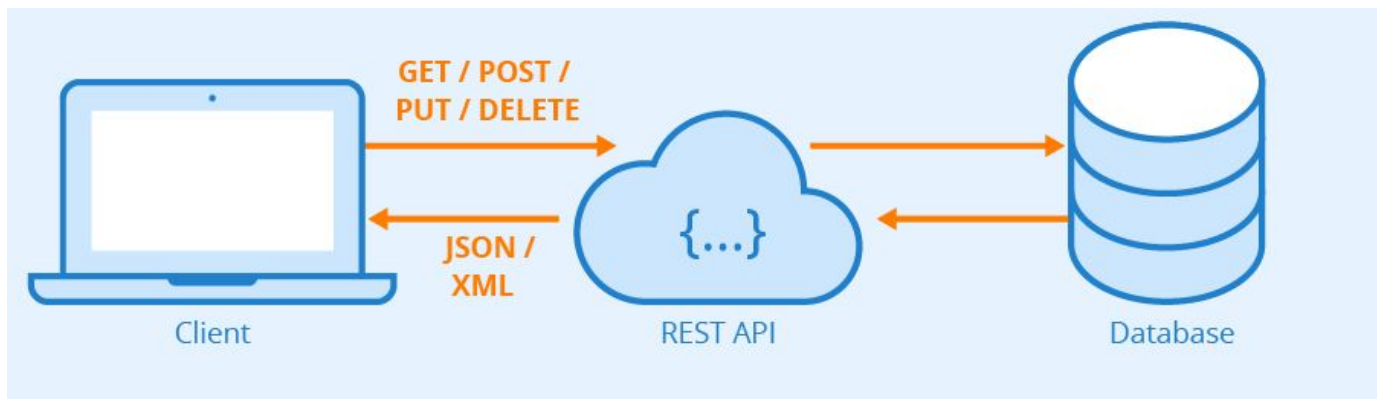 GET / POST /
PUT / DELETE
{...}
JSON /
XML
Client
REST API
Database